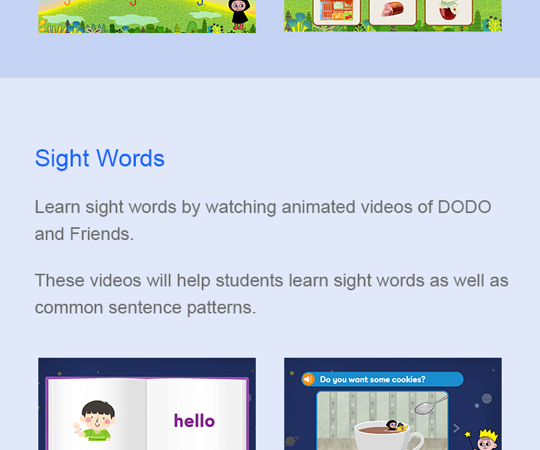 Sight Words
Learn sight words by watching animated videos of DODO
and Friends.
These videos will help students learn sight words as well as
common sentence patterns.
hello
Do you want some cookies?